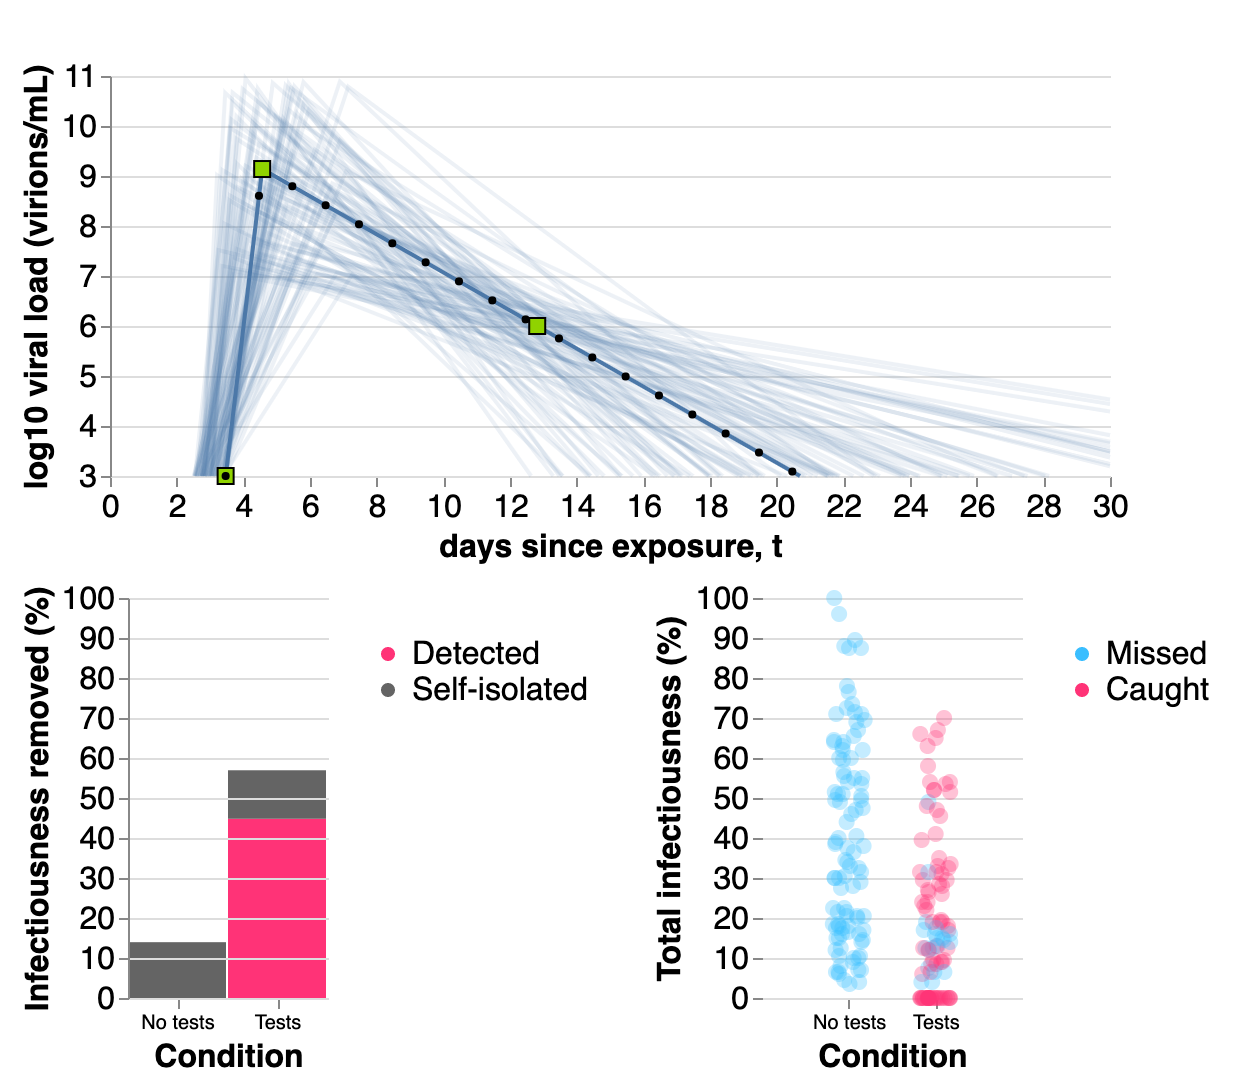 log10 viral load (virions/mL)
11
10
9
8
7
6
5
4
3
0 2 4 6 8 10 12 14 16 18 20 22 24 26 28 30
days since exposure, t
Infectiousness removed (%)
100
90
80
70
60
50
40
30
20
10
0
No tests Tests
Condition
Detected
Self-isolated
Total infectiousness (%)
100
90
80
70
60
50
40
30
20
10
0
No tests Tests
Condition
Missed
Caught